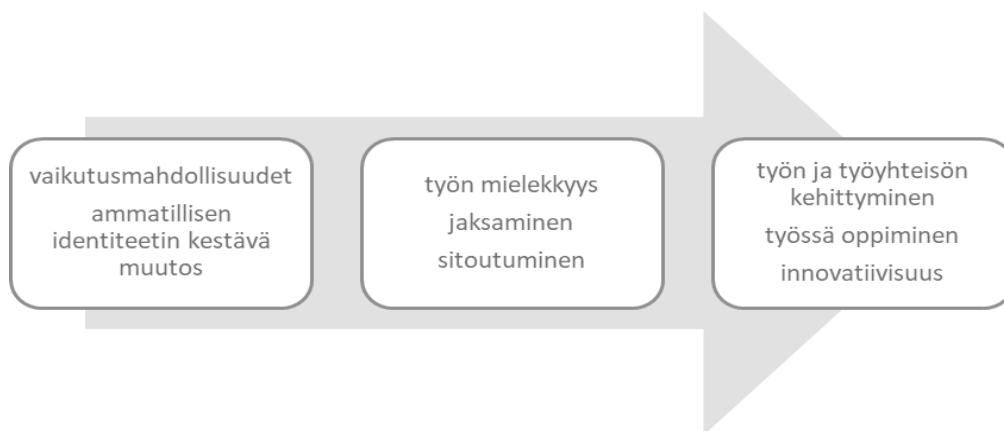 vaikutusmahdollisuudet
ammatillisen
identiteetin kestävä
muutos
työn mielekkyys
jaksaminen
sitoutuminen
työn ja työyhteisön
kehittyminen
työssä oppiminen
innovatiivisuus